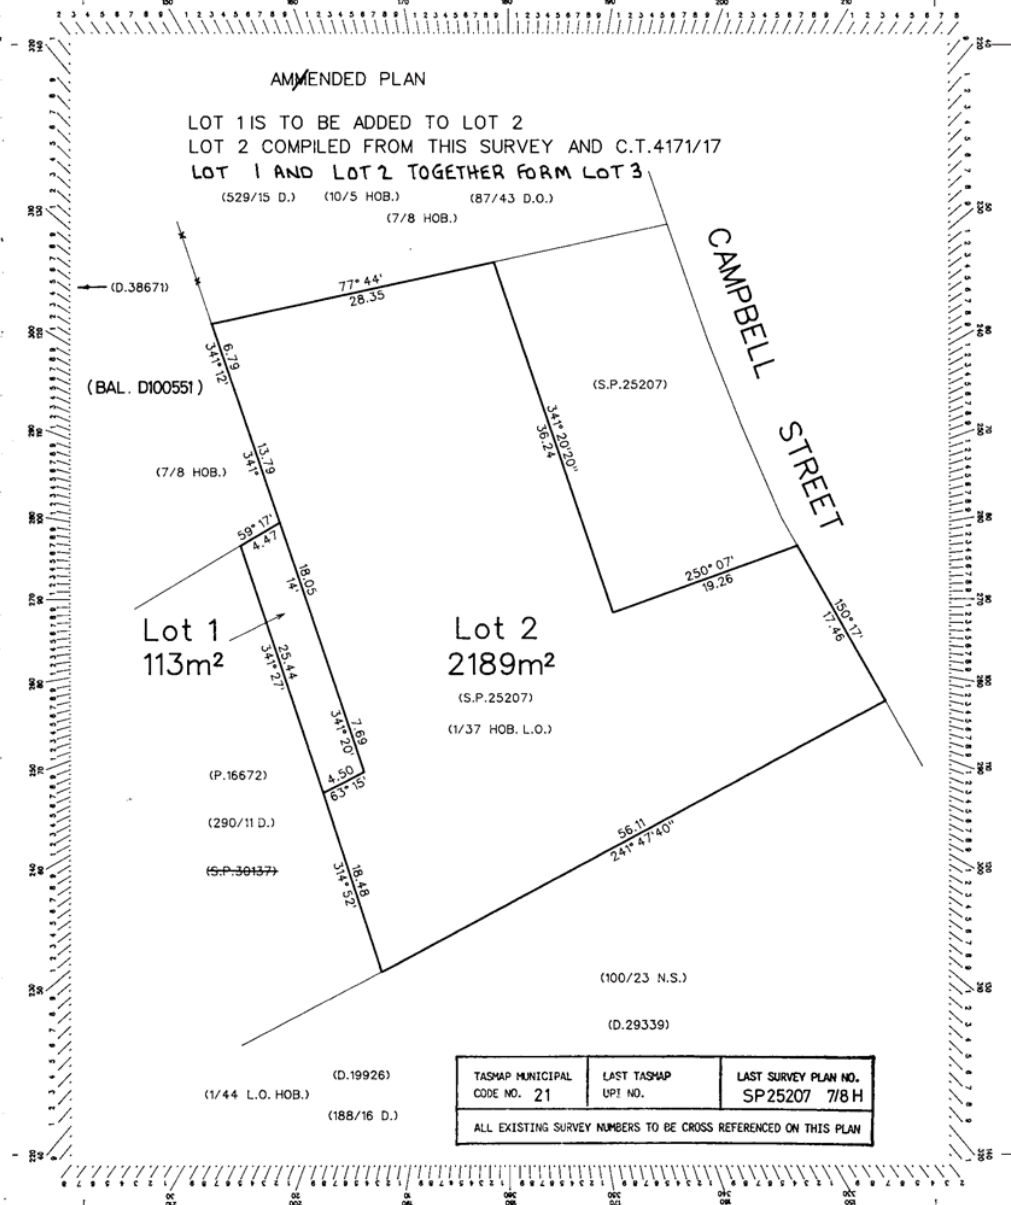 AMMENDED PLAN
LOT 1 IS TO BE ADDED TO LOT 2
LOT 2 COMPILED FROM THIS SURVEY AND C.T.4171/17
LOT 1 AND LOT 2 TOGETHER FORM LOT 3
(529/15 D.) (10/5 HOB.) (87/43 D.O.)
(7/8 HOB.)
CAMPBELL STREET
(D.38671)
77° 44'
28.35
6.79
341° 12'
(BAL. D100551)
(S.P.25207)
341° 20'20"
36.24
13.79
341°
(7/8 HOB.)
59° 17'
4.47
18.05
14'
250° 07'
19.26
150° 17'
17.46
Lot 1
113m²
Lot 2
2189m²
(S.P.25207)
(1/37 HOB. L.O.)
25.44
341° 27'
7.69
341° 20'
4.50
63° 15'
(P.16672)
(290/11 D.)
(S.P.30137)
18.48
314° 52'
56.11
241° 47'40"
(100/23 N.S.)
(D.29339)
(D.19926)
(1/44 L.O. HOB.)
(188/16 D.)
TASMAP MUNICIPAL
CODE NO. 21
LAST TASMAP
UPI NO.
LAST SURVEY PLAN NO.
SP25207 7/8 H
ALL EXISTING SURVEY NUMBERS TO BE CROSS REFERENCED ON THIS PLAN